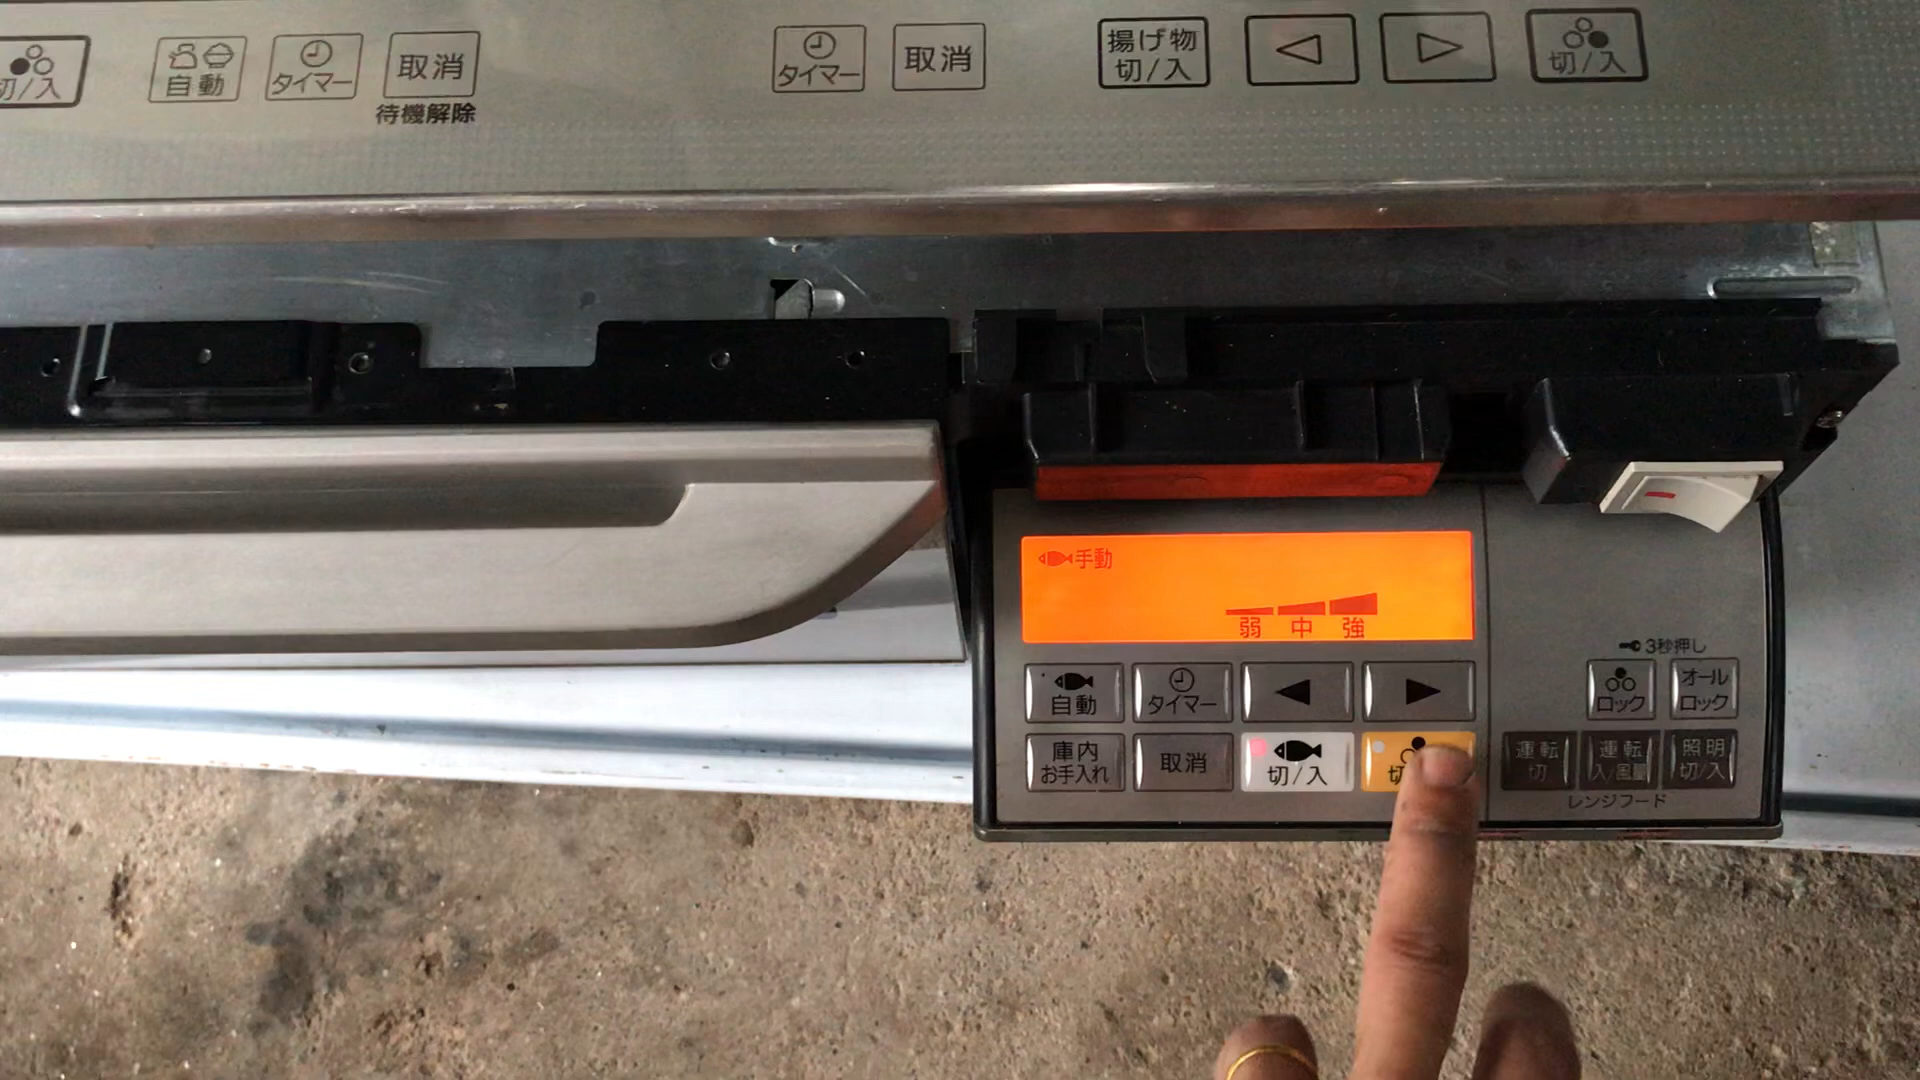 切/入
自動
タイマー
取消
待機解除
タイマー
取消
揚げ物
切/入
切/入
手動
弱 中 強
3秒押し
自動
タイマー
ロック
オール
ロック
庫内
お手入れ
取消
切/入
切
運転
切
運転
入/風量
照明
切/入
レンジフード